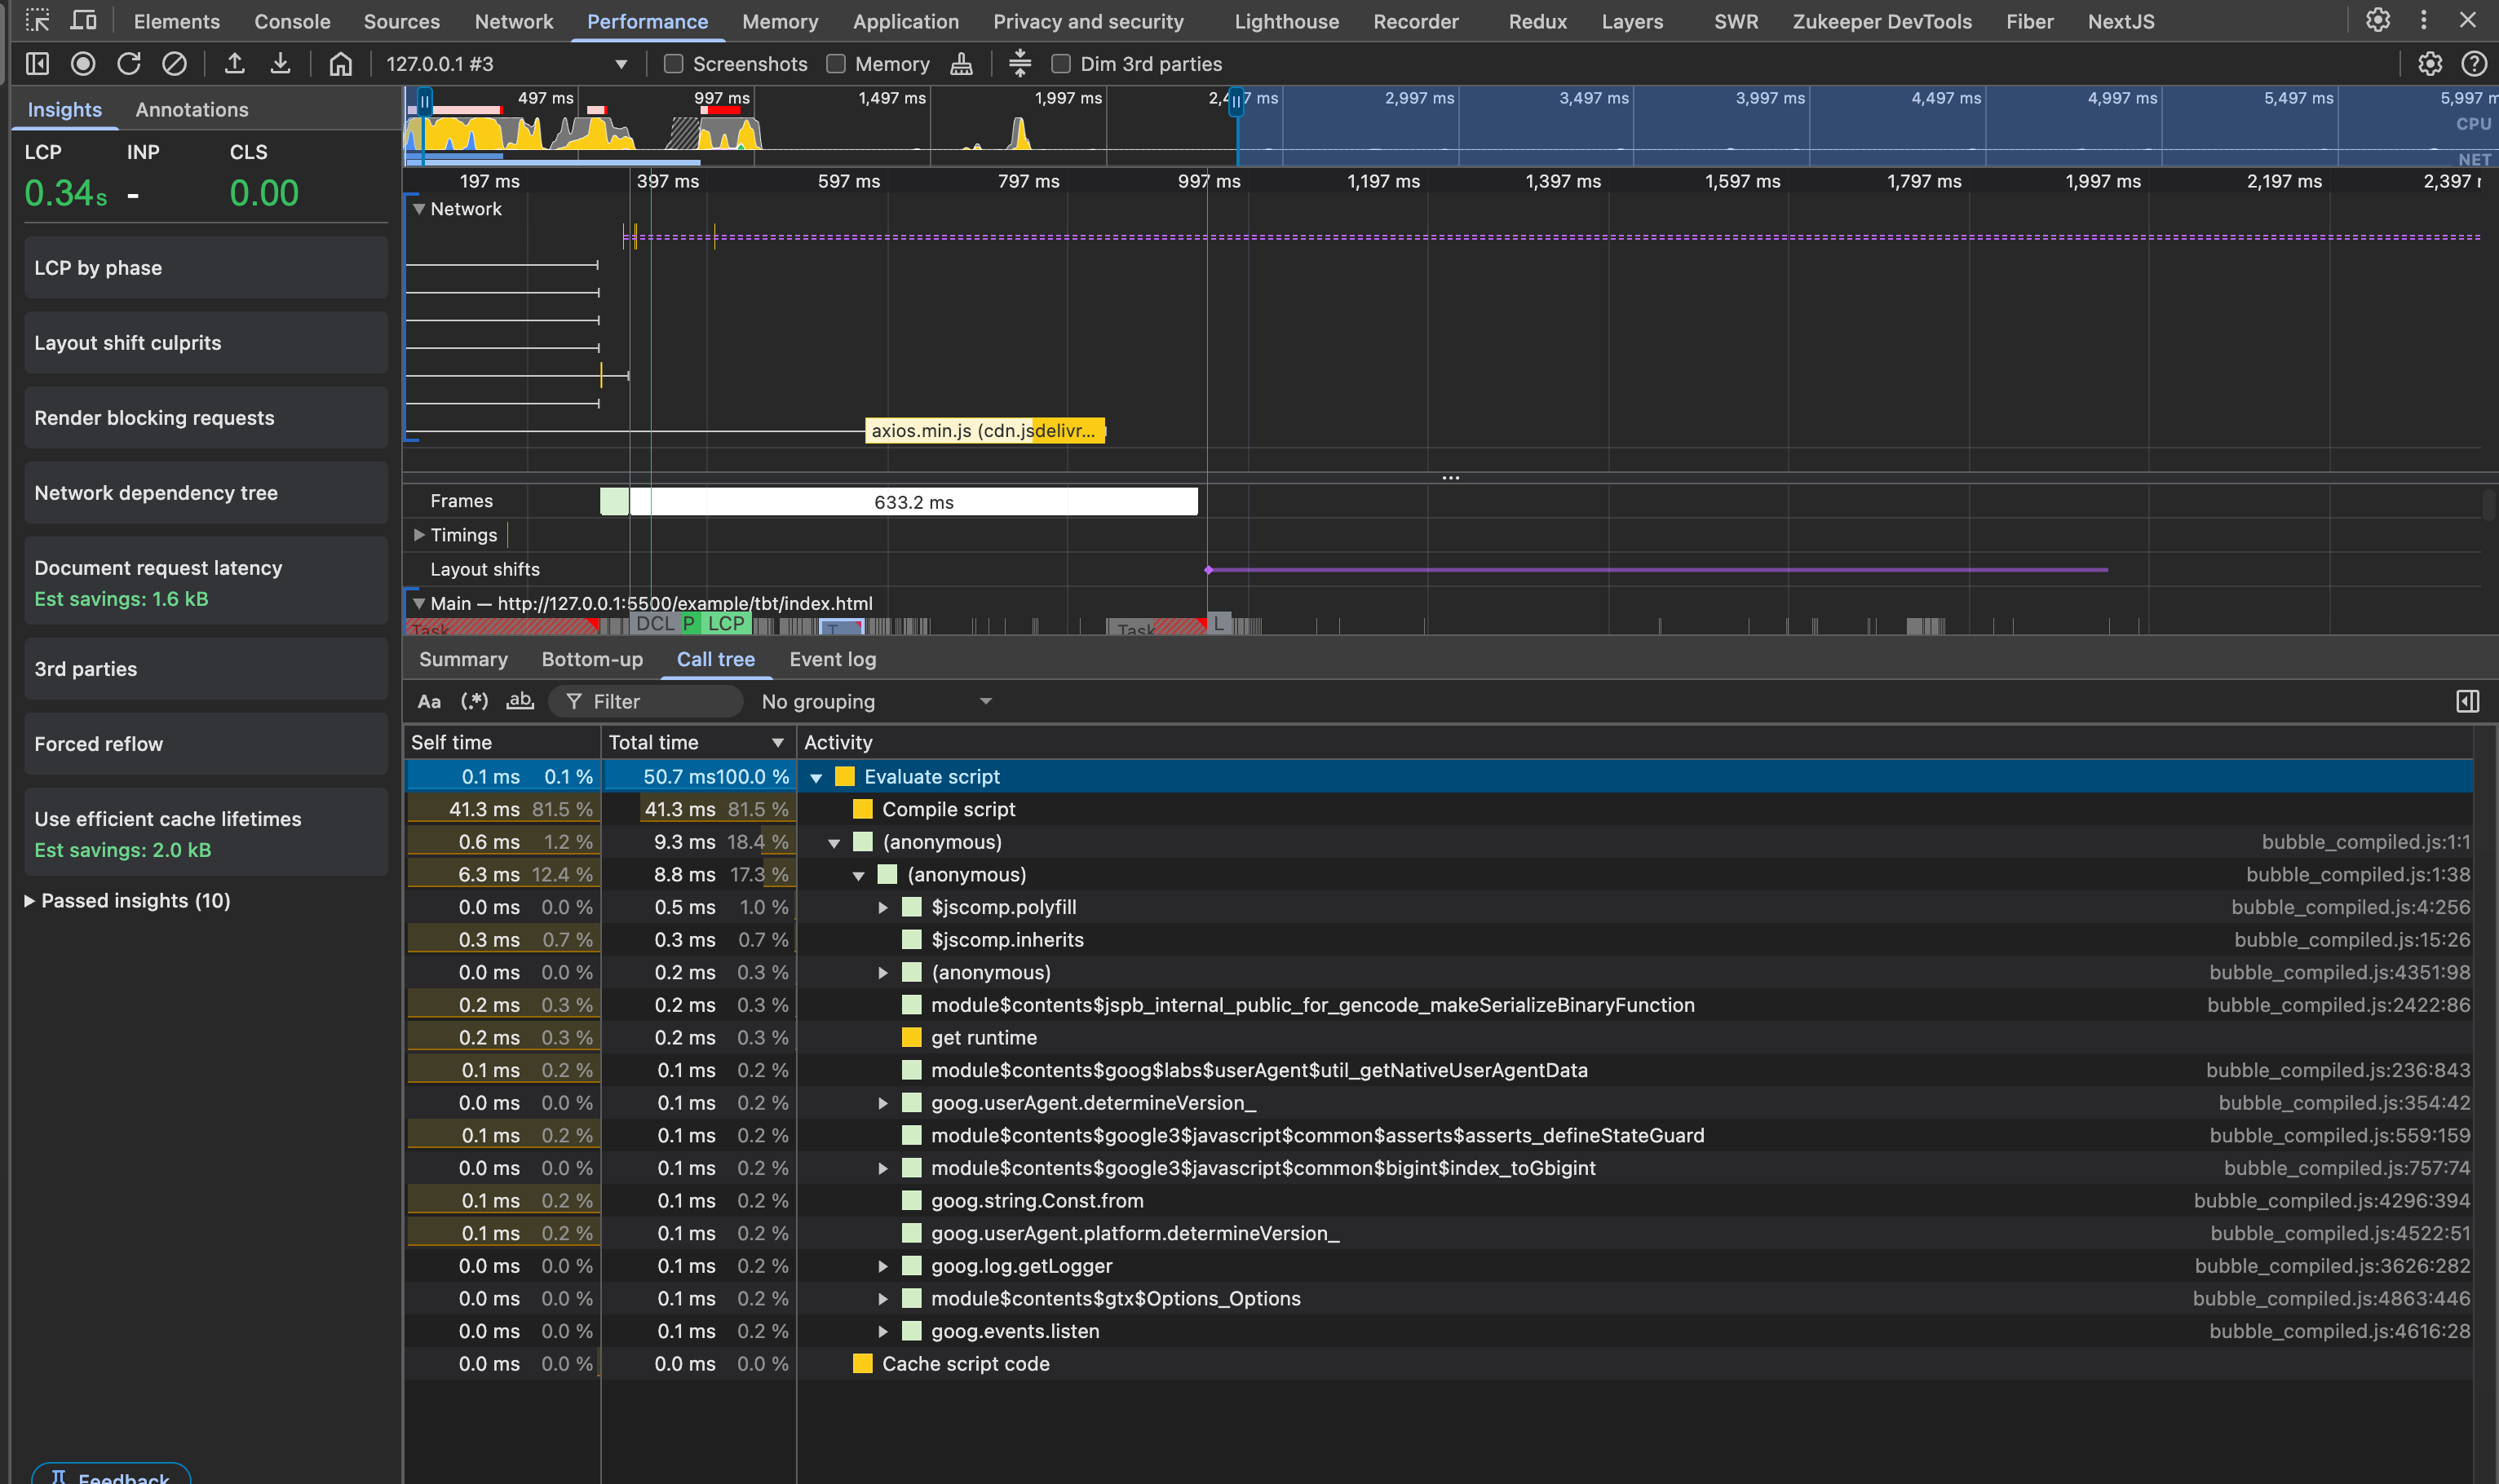 Elements Console Sources Network Performance Memory Application Privacy and security Lighthouse Recorder Redux Layers SWR Zukeeper DevTools Fiber NextJS
127.0.0.1 #3 Screenshots Memory Dim 3rd parties
Insights Annotations
LCP INP CLS
0.34s - 0.00
LCP by phase
Layout shift culprits
Render blocking requests
Network dependency tree
Document request latency
Est savings: 1.6 kB
3rd parties
Forced reflow
Use efficient cache lifetimes
Est savings: 2.0 kB
Passed insights (10)
Feedback
497 ms 997 ms 1,497 ms 1,997 ms 2,497 ms 2,997 ms 3,497 ms 3,997 ms 4,497 ms 4,997 ms 5,497 ms 5,997 m
CPU
NET
197 ms 397 ms 597 ms 797 ms 997 ms 1,197 ms 1,397 ms 1,597 ms 1,797 ms 1,997 ms 2,197 ms 2,397
Network
axios.min.js (cdn.jsdelivr...
Frames 633.2 ms
Timings
Layout shifts
Main — http://127.0.0.1:5500/example/tbt/index.html
Task DCL P LCP T Task L
Summary Bottom-up Call tree Event log
Aa (.*) ab Filter No grouping
Self time Total time Activity
0.1 ms 0.1 % 50.7 ms 100.0 % Evaluate script
41.3 ms 81.5 % 41.3 ms 81.5 % Compile script
0.6 ms 1.2 % 9.3 ms 18.4 % (anonymous) bubble_compiled.js:1:1
6.3 ms 12.4 % 8.8 ms 17.3 % (anonymous) bubble_compiled.js:1:38
0.0 ms 0.0 % 0.5 ms 1.0 % $jscomp.polyfill bubble_compiled.js:4:256
0.3 ms 0.7 % 0.3 ms 0.7 % $jscomp.inherits bubble_compiled.js:15:26
0.0 ms 0.0 % 0.2 ms 0.3 % (anonymous) bubble_compiled.js:4351:98
0.2 ms 0.3 % 0.2 ms 0.3 % module$contents$jspb_internal_public_for_gencode_makeSerializeBinaryFunction bubble_compiled.js:2422:86
0.2 ms 0.3 % 0.2 ms 0.3 % get runtime
0.1 ms 0.2 % 0.1 ms 0.2 % module$contents$goog$labs$userAgent$util_getNativeUserAgentData bubble_compiled.js:236:843
0.0 ms 0.0 % 0.1 ms 0.2 % goog.userAgent.determineVersion_ bubble_compiled.js:354:42
0.1 ms 0.2 % 0.1 ms 0.2 % module$contents$google3$javascript$common$asserts$asserts_defineStateGuard bubble_compiled.js:559:159
0.0 ms 0.0 % 0.1 ms 0.2 % module$contents$google3$javascript$common$bigint$index_toGbigint bubble_compiled.js:757:74
0.1 ms 0.2 % 0.1 ms 0.2 % goog.string.Const.from bubble_compiled.js:4296:394
0.1 ms 0.2 % 0.1 ms 0.2 % goog.userAgent.platform.determineVersion_ bubble_compiled.js:4522:51
0.0 ms 0.0 % 0.1 ms 0.2 % goog.log.getLogger bubble_compiled.js:3626:282
0.0 ms 0.0 % 0.1 ms 0.2 % module$contents$gtx$Options_Options bubble_compiled.js:4863:446
0.0 ms 0.0 % 0.1 ms 0.2 % goog.events.listen bubble_compiled.js:4616:28
0.0 ms 0.0 % 0.0 ms 0.0 % Cache script code